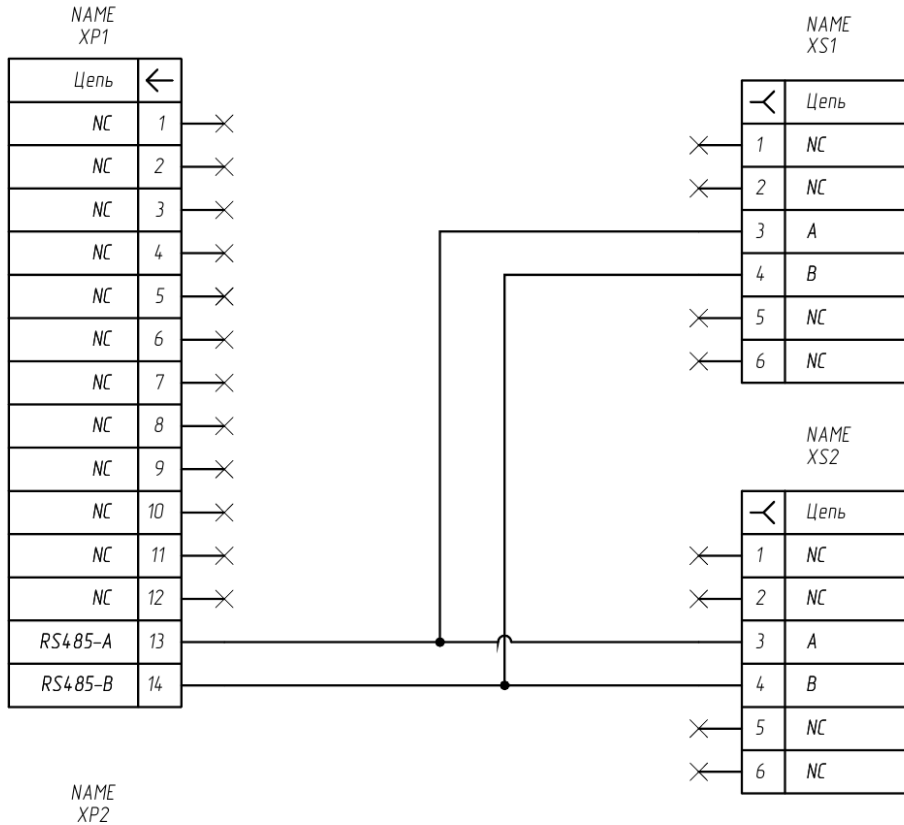 NAME
XP1
Цепь
NC 1
NC 2
NC 3
NC 4
NC 5
NC 6
NC 7
NC 8
NC 9
NC 10
NC 11
NC 12
RS485-A 13
RS485-B 14
NAME
XP2
NAME
XS1
Цепь
1 NC
2 NC
3 A
4 B
5 NC
6 NC
NAME
XS2
Цепь
1 NC
2 NC
3 A
4 B
5 NC
6 NC